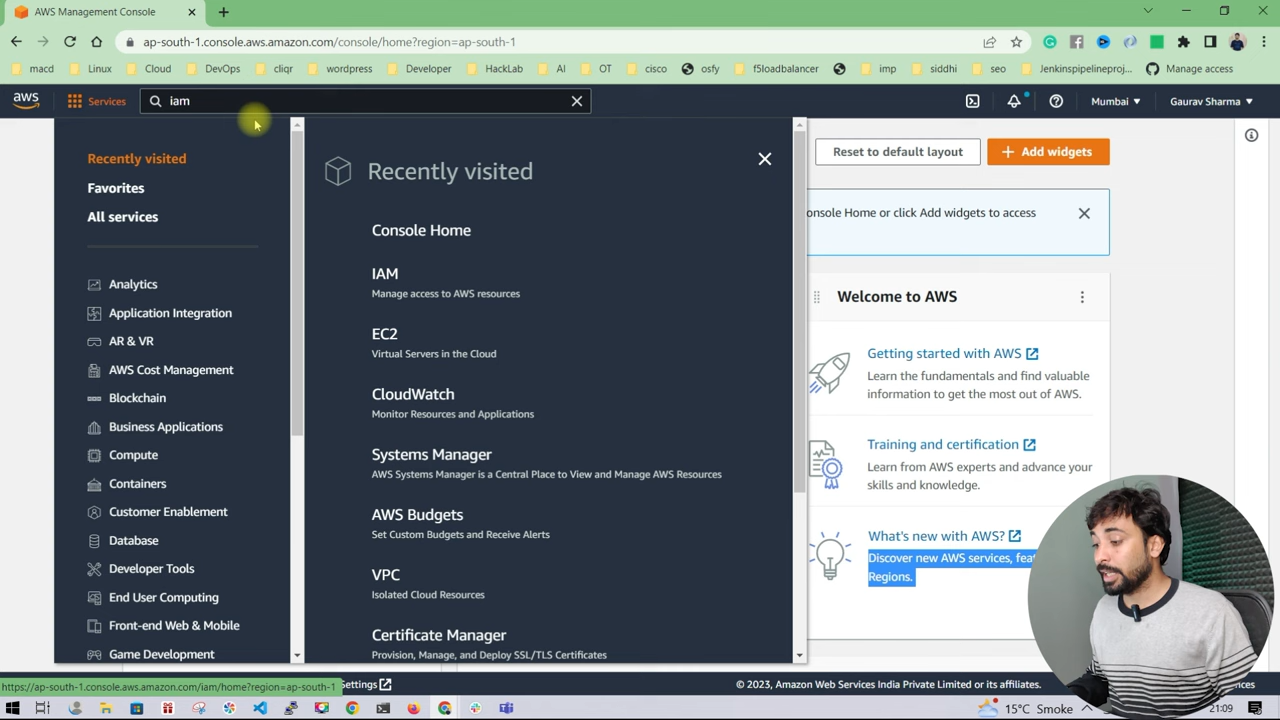 AWS Management Console
ap-south-1.console.aws.amazon.com/console/home?region=ap-south-1
macd Linux Cloud DevOps cliqr wordpress Developer HackLab AI OT cisco osfy f5loadbalancer imp siddhi seo Jenkinspipelineproj... Manage access
aws Services iam Mumbai Gaurav Sharma
Recently visited
Favorites
All services
Analytics
Application Integration
AR & VR
AWS Cost Management
Blockchain
Business Applications
Compute
Containers
Customer Enablement
Database
Developer Tools
End User Computing
Front-end Web & Mobile
Game Development
Recently visited
Console Home
IAM
Manage access to AWS resources
EC2
Virtual Servers in the Cloud
CloudWatch
Monitor Resources and Applications
Systems Manager
AWS Systems Manager is a Central Place to View and Manage AWS Resources
AWS Budgets
Set Custom Budgets and Receive Alerts
VPC
Isolated Cloud Resources
Certificate Manager
Provision, Manage, and Deploy SSL/TLS Certificates
Reset to default layout + Add widgets
onsole Home or click Add widgets to access
Welcome to AWS
Getting started with AWS
Learn the fundamentals and find valuable
information to get the most out of AWS.
Training and certification
Learn from AWS experts and advance your
skills and knowledge.
What's new with AWS?
Discover new AWS services, feat
Regions.
https://ap-south-1.console.aws.amazon.com/iam/home?region=ap-south-1
ettings
© 2023, Amazon Web Services India Private Limited or its affiliates.
nces
15°C Smoke
21:09